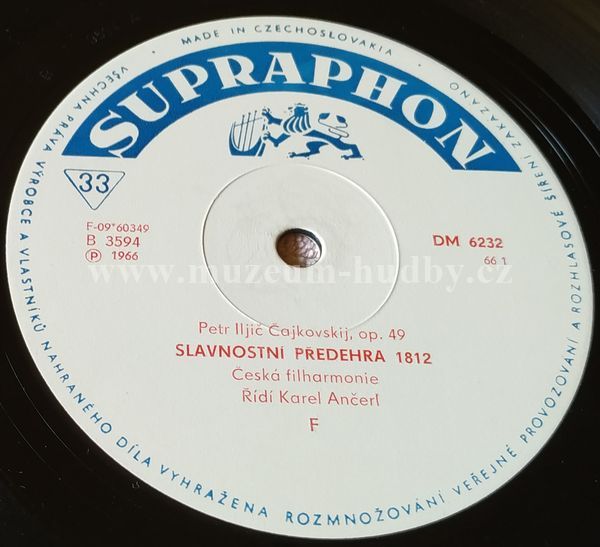 MADE IN CZECHOSLOVAKIA
SUPRAPHON
33
F-09*60349
B 3594
Ⓟ 1966
DM 6232
66 1
www.muzeum-hudby.cz
Petr Iljič Čajkovskij, op. 49
SLAVNOSTNÍ PŘEDEHRA 1812
Česká filharmonie
Řídí Karel Ančerl
F
VŠECHNA PRÁVA VÝROBCE A VLASTNÍKŮ NAHRANÉHO DÍLA VYHRAŽENA ROZMNOŽOVÁNÍ VEŘEJNÉ PROVOZOVÁNÍ A ROZHLASOVÉ ŠÍŘENÍ ZAKÁZÁNO